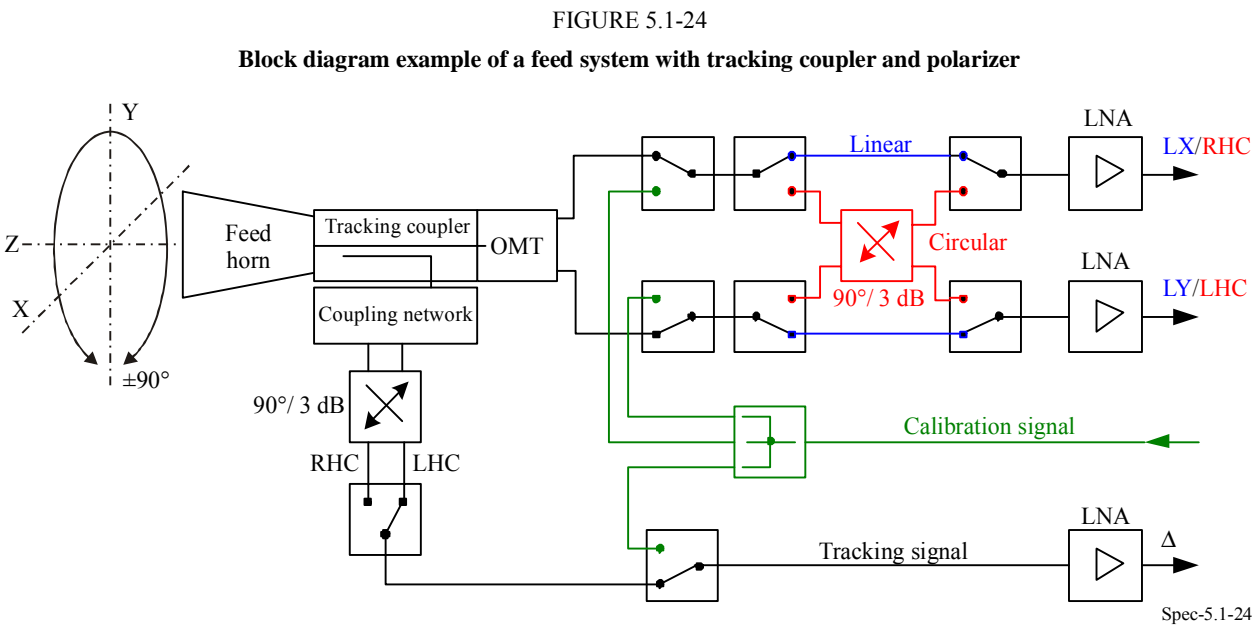 FIGURE 5.1-24
Block diagram example of a feed system with tracking coupler and polarizer
Y
Z
X
±90°
Feed
horn
Tracking coupler
OMT
Coupling network
90°/ 3 dB
RHC
LHC
Linear
Circular
90°/ 3 dB
LNA
LX/RHC
LNA
LY/LHC
Calibration signal
Tracking signal
LNA
Δ
Spec-5.1-24